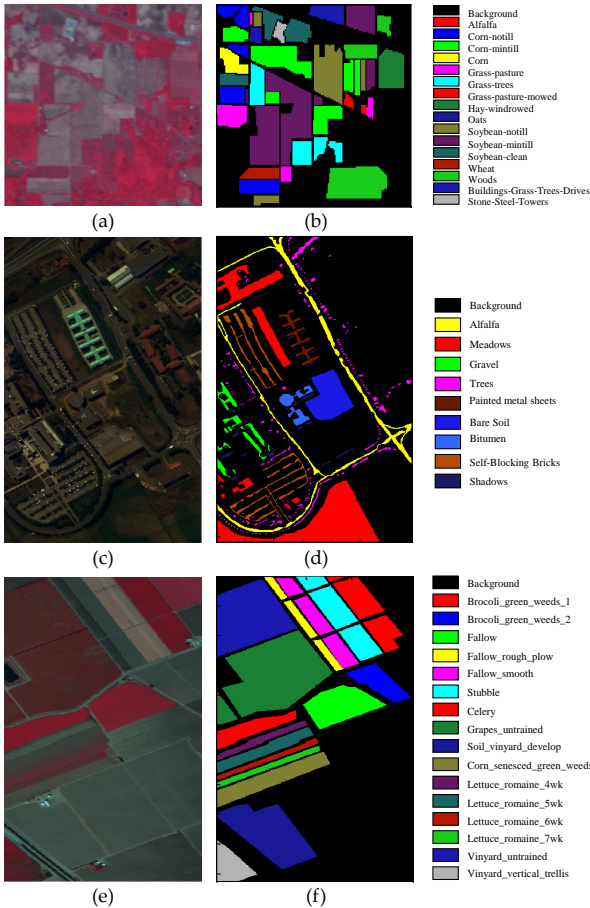 Background
Alfalfa
Corn-notill
Corn-mintill
Corn
Grass-pasture
Grass-trees
Grass-pasture-mowed
Hay-windrowed
Oats
Soybean-notill
Soybean-mintill
Soybean-clean
Wheat
Woods
Buildings-Grass-Trees-Drives
Stone-Steel-Towers
(a)
(b)
Background
Alfalfa
Meadows
Gravel
Trees
Painted metal sheets
Bare Soil
Bitumen
Self-Blocking Bricks
Shadows
(c)
(d)
Background
Brocoli_green_weeds_1
Brocoli_green_weeds_2
Fallow
Fallow_rough_plow
Fallow_smooth
Stubble
Celery
Grapes_untrained
Soil_vinyard_develop
Corn_senesced_green_weeds
Lettuce_romaine_4wk
Lettuce_romaine_5wk
Lettuce_romaine_6wk
Lettuce_romaine_7wk
Vinyard_untrained
Vinyard_vertical_trellis
(e)
(f)